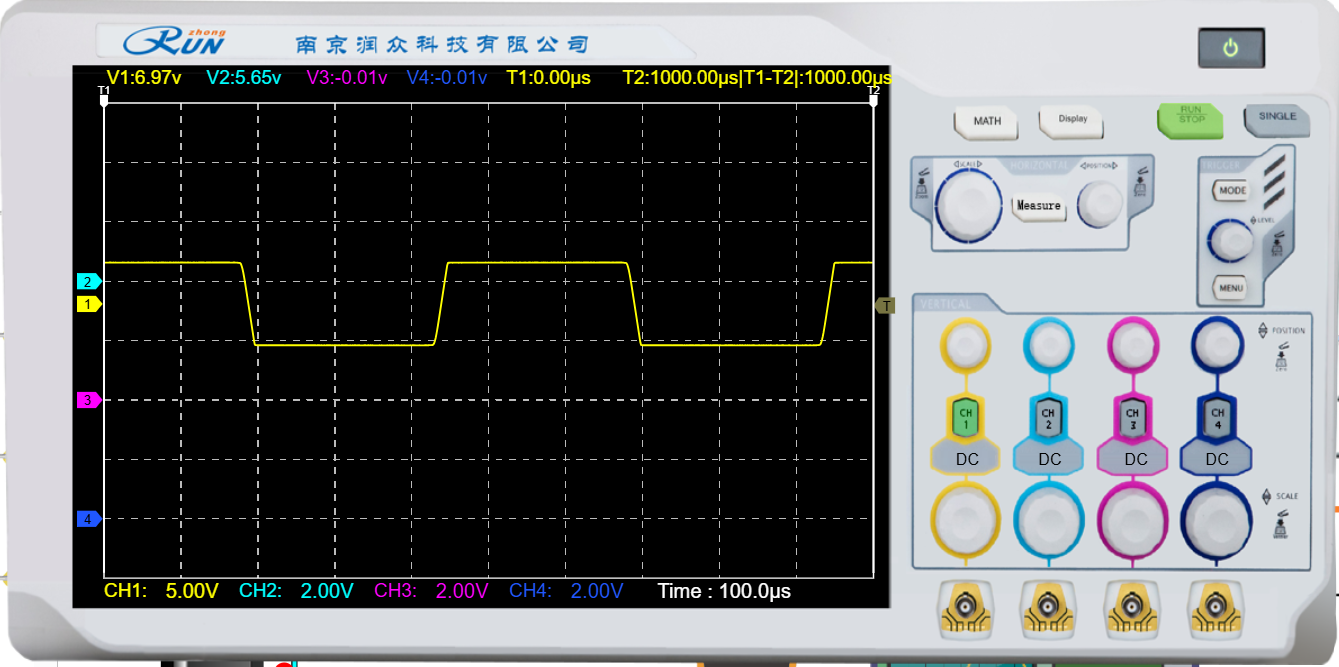 RUN zhong 南京润众科技有限公司
V1:6.97v V2:5.65v V3:-0.01v V4:-0.01v T1:0.00μs T2:1000.00μs|T1-T2|:1000.00μs
T1 T2
MATH Display RUN STOP SINGLE
SCALE HORIZONTAL POSITION TRIGGER
Measure MODE
LEVEL
2
1 T
MENU
VERTICAL
POSITION
3
CH 1 CH 2 CH 3 CH 4
DC DC DC DC
SCALE
4
CH1: 5.00V CH2: 2.00V CH3: 2.00V CH4: 2.00V Time : 100.0μs